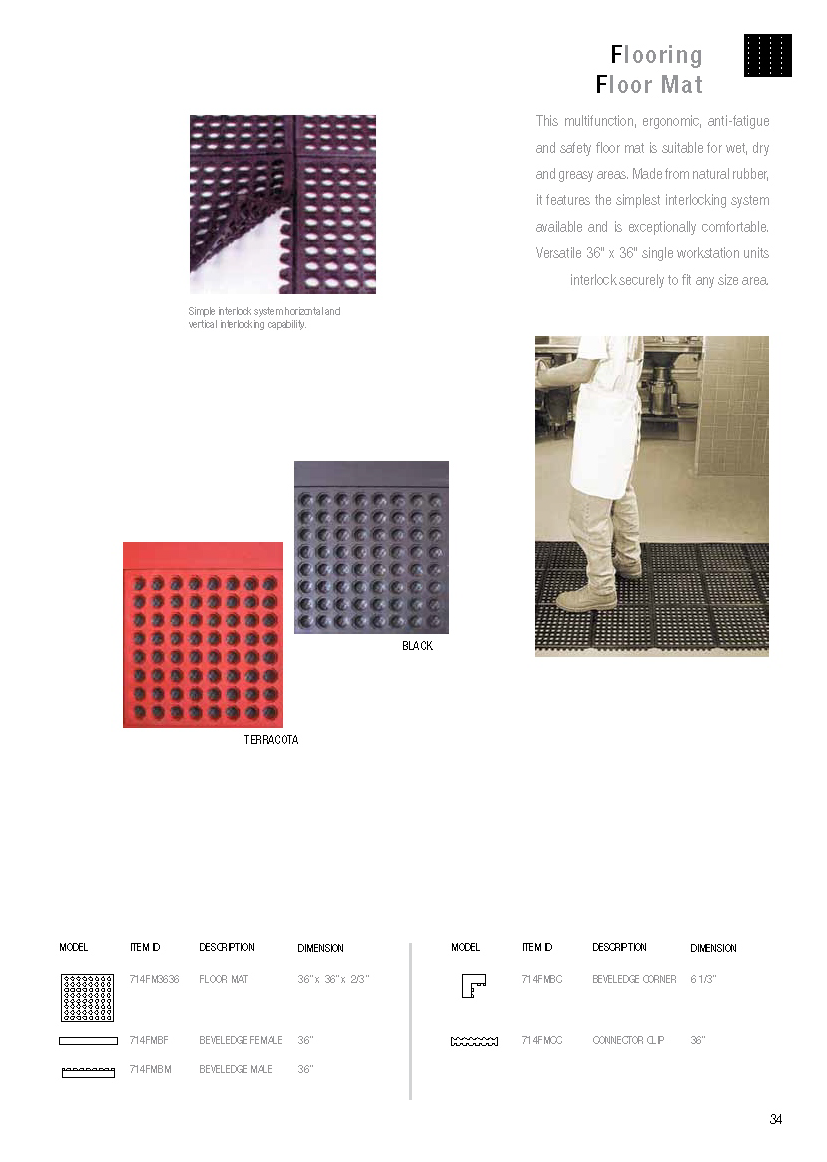 Flooring
Floor Mat
This multifunction, ergonomic, anti-fatigue
and safety floor mat is suitable for wet, dry
and greasy areas. Made from natural rubber,
it features the simplest interlocking system
available and is exceptionally comfortable.
Versatile 36" x 36" single workstation units
interlock securely to fit any size area.
Simple interlock system horizontal and
vertical interlocking capability.
BLACK
TERRACOTA
MODEL ITEM ID DESCRIPTION DIMENSION
714FM3636 FLOOR MAT 36" x 36" x 2/3"
714FMBF BEVELEDGE FEMALE 36"
714FMBM BEVELEDGE MALE 36"
MODEL ITEM ID DESCRIPTION DIMENSION
714FMBC BEVELEDGE CORNER 6 1/3"
714FMCC CONNECTOR CLIP 36"
34